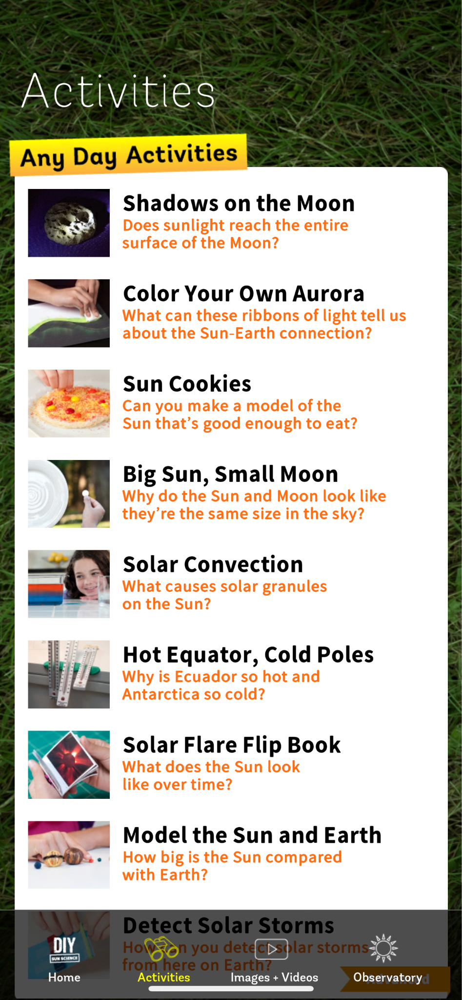 Activities
Any Day Activities
Shadows on the Moon
Does sunlight reach the entire
surface of the Moon?
Color Your Own Aurora
What can these ribbons of light tell us
about the Sun-Earth connection?
Sun Cookies
Can you make a model of the
Sun that's good enough to eat?
Big Sun, Small Moon
Why do the Sun and Moon look like
they're the same size in the sky?
Solar Convection
What causes solar granules
on the Sun?
Hot Equator, Cold Poles
Why is Ecuador so hot and
Antarctica so cold?
Solar Flare Flip Book
What does the Sun look
like over time?
Model the Sun and Earth
How big is the Sun compared
with Earth?
Detect Solar Storms
How can you detect solar storms
from here on Earth?
Advanced
DIY
SUN SCIENCE
Home
Activities
Images + Videos
Observatory